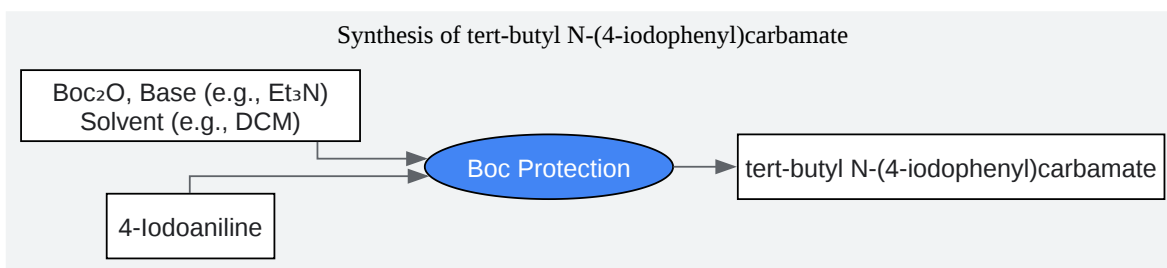 Synthesis of tert-butyl N-(4-iodophenyl)carbamate
Boc₂O, Base (e.g., Et₃N)
Solvent (e.g., DCM)
Boc Protection
tert-butyl N-(4-iodophenyl)carbamate
4-Iodoaniline